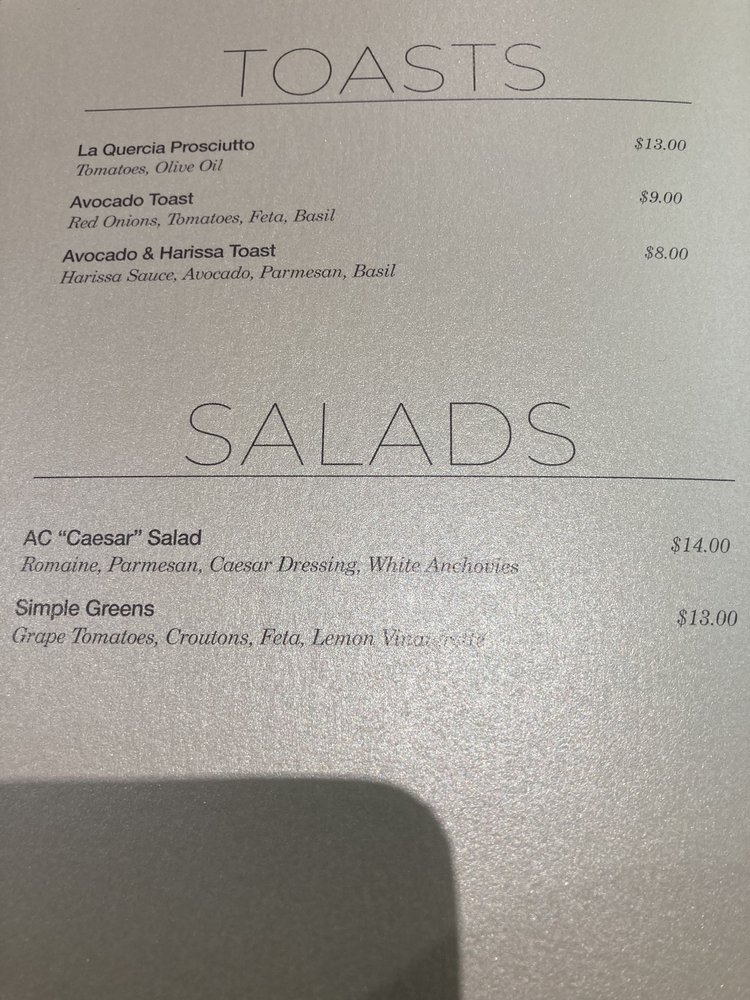 TOASTS
La Quercia Prosciutto $13.00
Tomatoes, Olive Oil
Avocado Toast $9.00
Red Onions, Tomatoes, Feta, Basil
Avocado & Harissa Toast $8.00
Harissa Sauce, Avocado, Parmesan, Basil
SALADS
AC “Caesar” Salad $14.00
Romaine, Parmesan, Caesar Dressing, White Anchovies
Simple Greens $13.00
Grape Tomatoes, Croutons, Feta, Lemon Vinaigrette